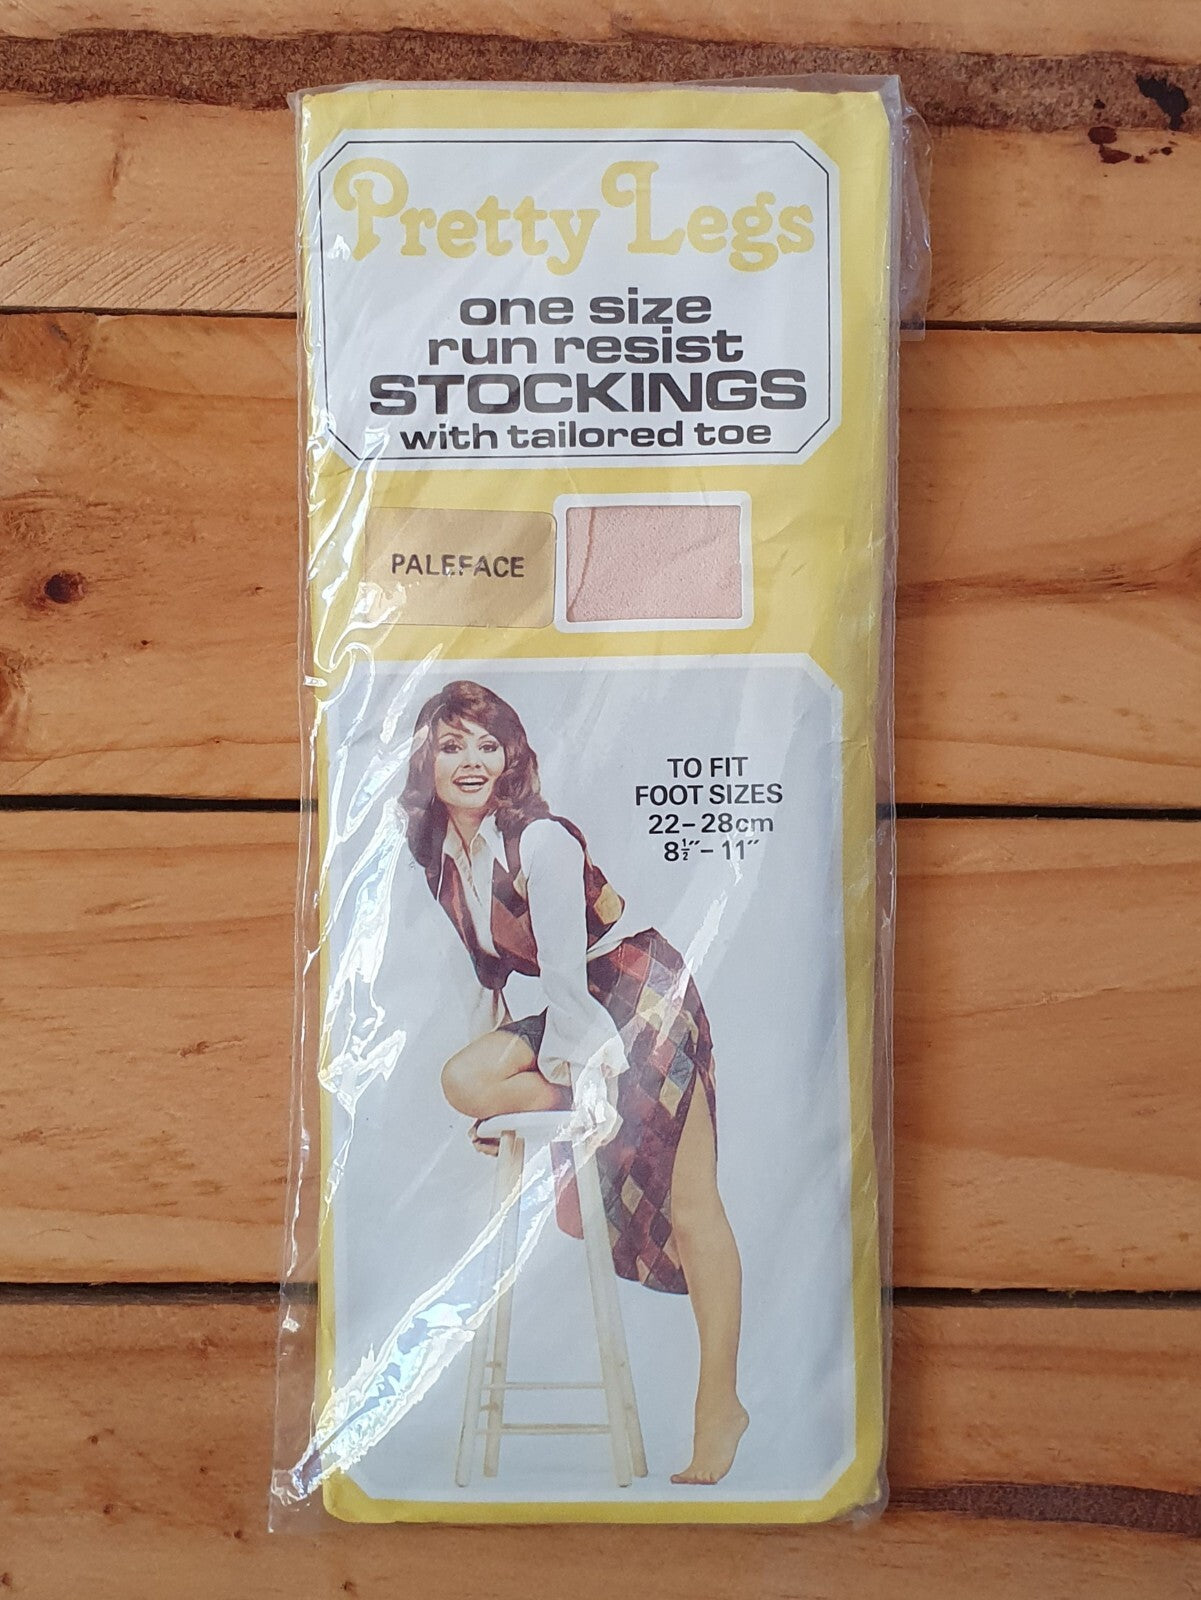 Pretty Legs
one size
run resist
STOCKINGS
with tailored toe
PALEFACE
TO FIT
FOOT SIZES
22-28cm
8½″-11″